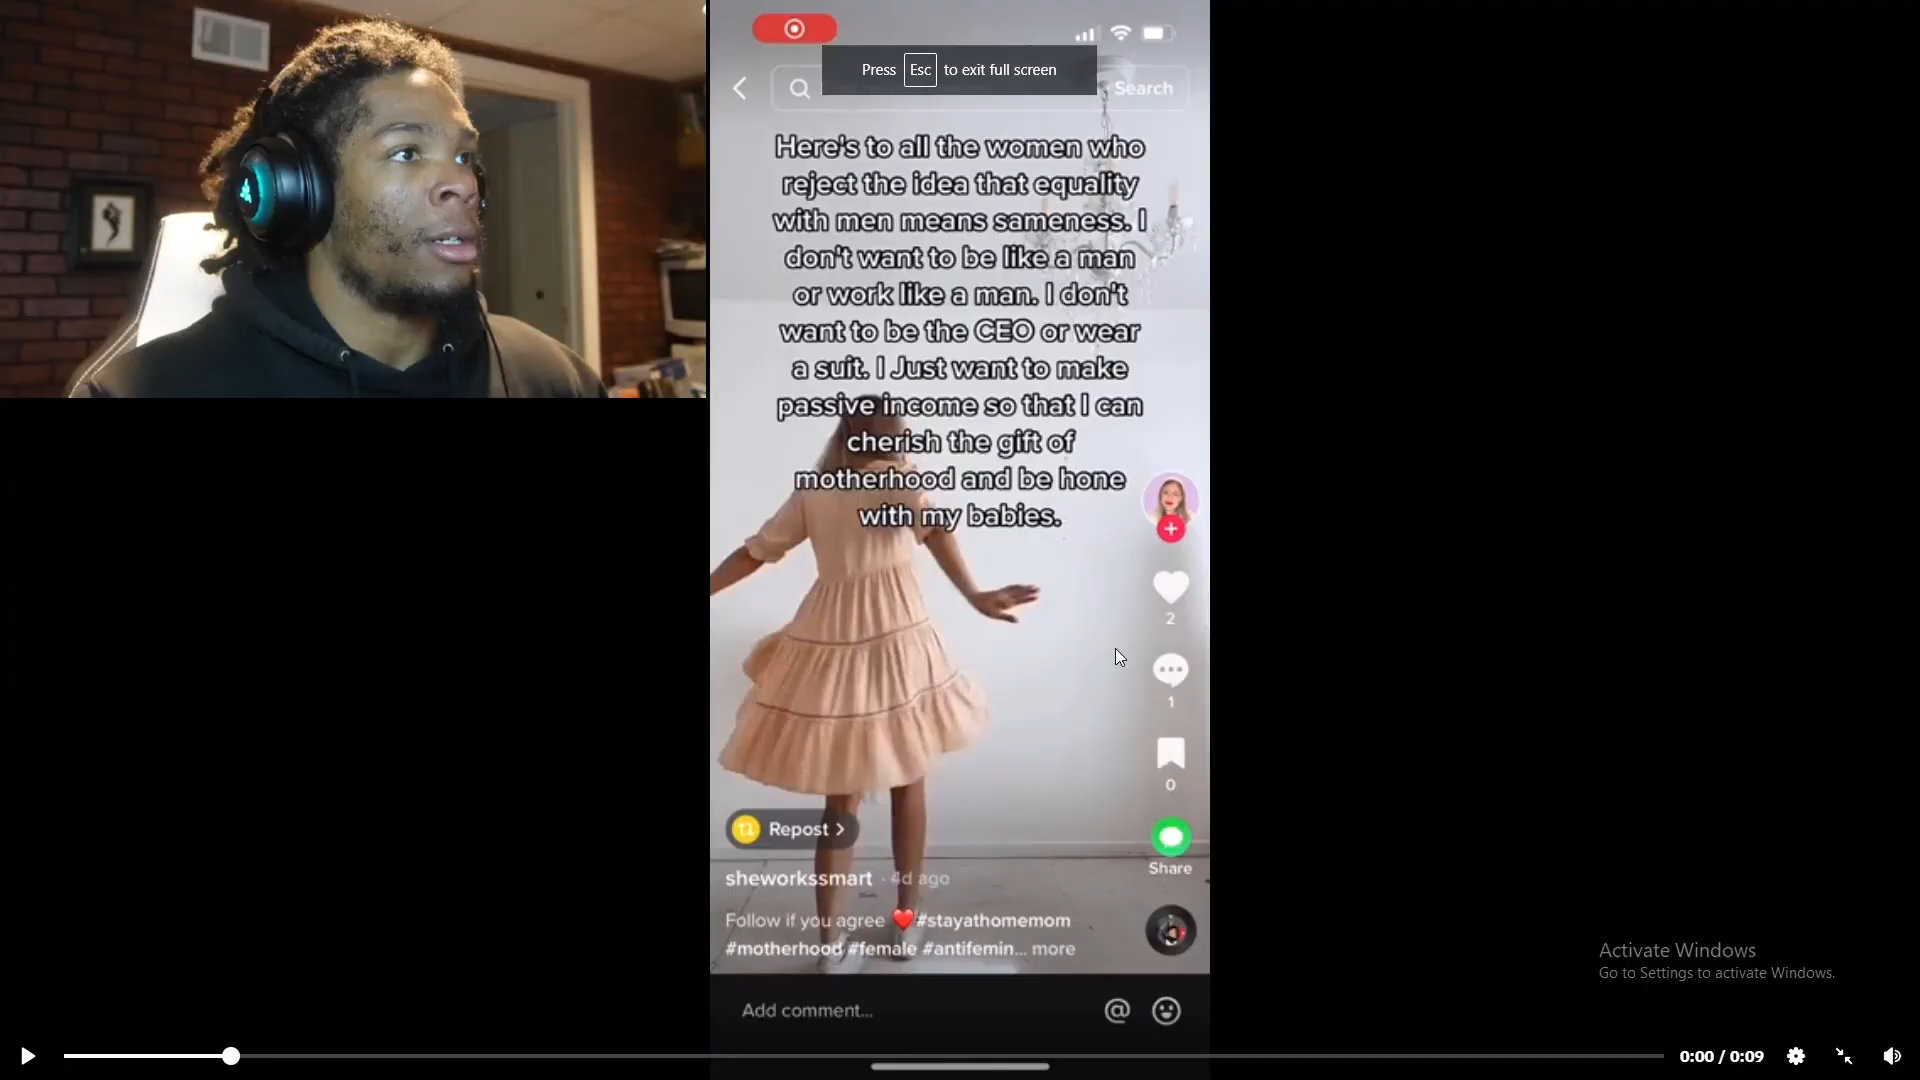 Press Esc to exit full screen
Search
Here's to all the women who
reject the idea that equality
with men means sameness. I
don't want to be like a man
or work like a man. I don't
want to be the CEO or wear
a suit. I Just want to make
passive income so that I can
cherish the gift of
motherhood and be hone
with my babies.
2
1
0
Repost >
Share
sheworkssmart · 4d ago
Follow if you agree ❤️#stayathomemom
#motherhood #female #antifemin... more
Add comment...
@
Activate Windows
Go to Settings to activate Windows.
0:00 / 0:09